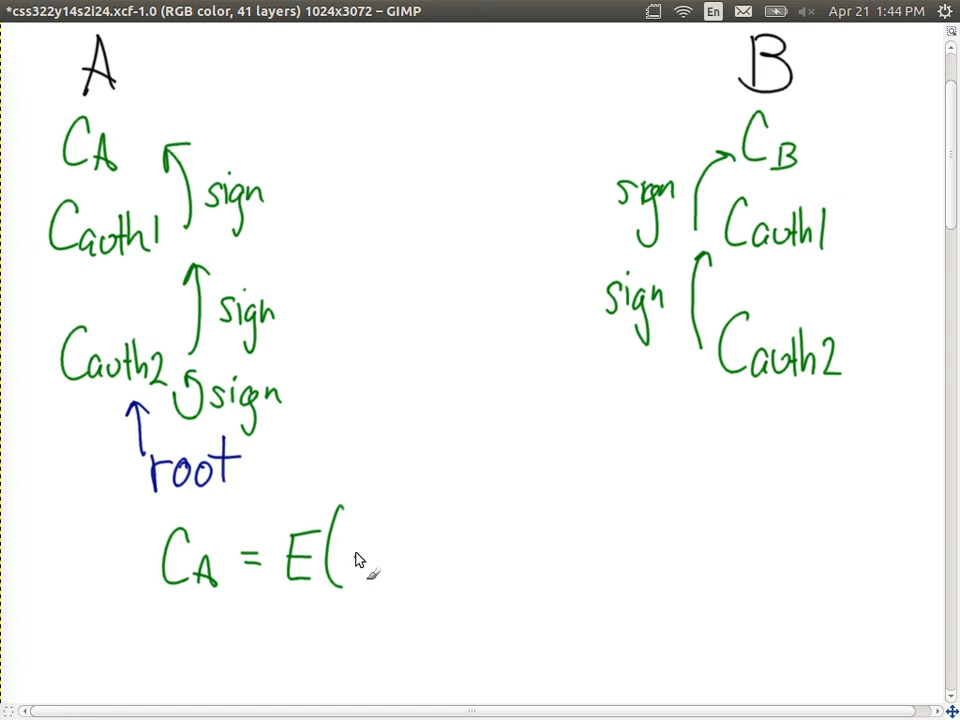 *css322y14s2i24.xcf-1.0 (RGB color, 41 layers) 1024x3072 – GIMP En Apr 21 1:44 PM
A B
CA CB
sign sign
Cauth1 Cauth1
sign sign
Cauth2 Cauth2
sign
root
CA = E(